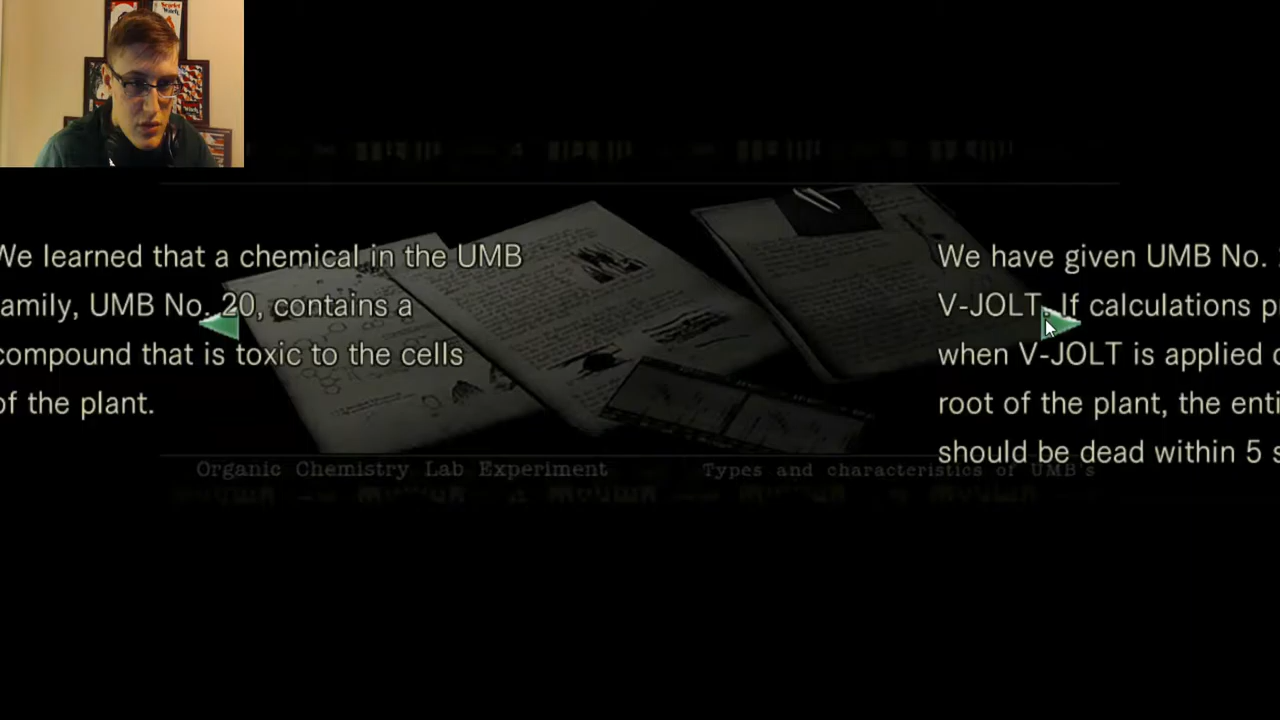 We learned that a chemical in the UMB
family, UMB No. 20, contains a
compound that is toxic to the cells
of the plant.
We have given UMB No.
V-JOLT. If calculations
when V-JOLT is applied
root of the plant, the
should be dead within 5
Organic Chemistry Lab Experiment
Types and characteristics of UMB's